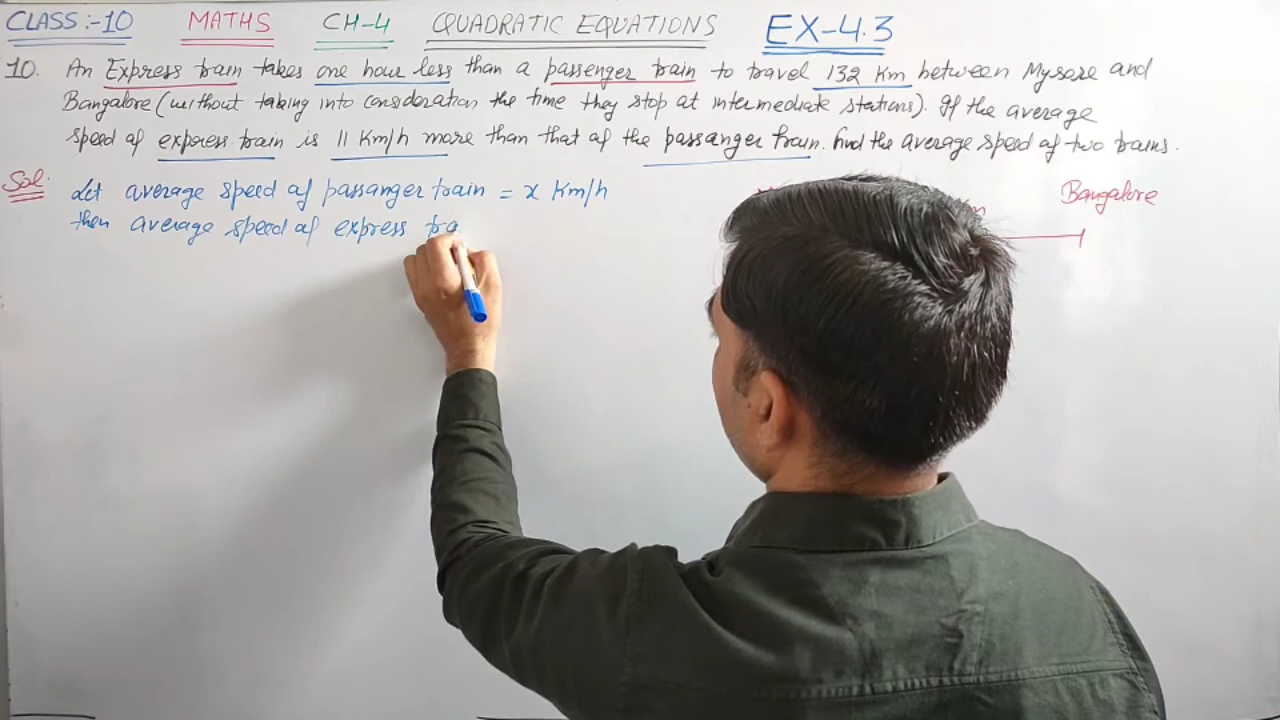 CLASS:-10 MATHS CH-4 QUADRATIC EQUATIONS EX-4.3
10. An Express train takes one hour less than a passenger train to travel 132 Km between Mysore and
Bangalore (without taking into consideration the time they stop at intermediate stations). If the average
speed of express train is 11 Km/h more than that of the passanger train. find the average speed of two trains.
Sol. Let average speed of passanger train = x Km/h
Bangalore
then average speed of express tra